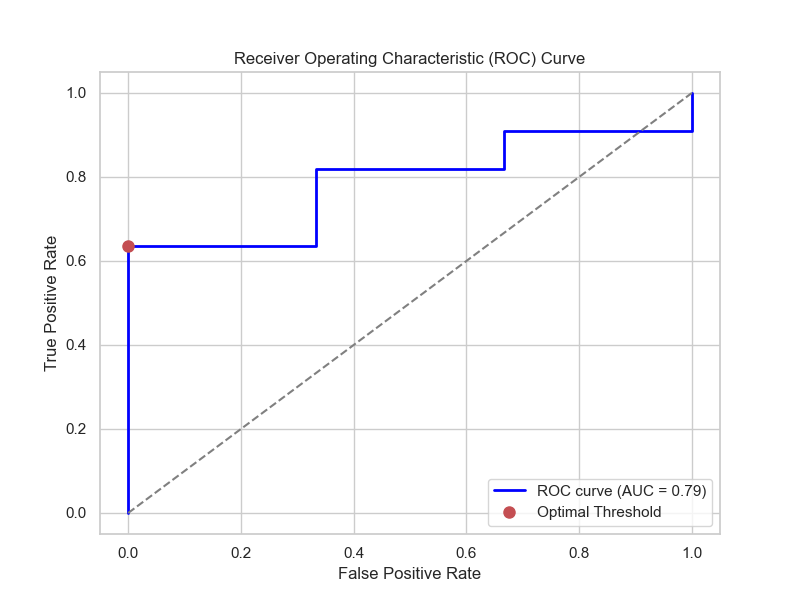 Receiver Operating Characteristic (ROC) Curve
True Positive Rate
1.0
0.8
0.6
0.4
0.2
0.0
0.0 0.2 0.4 0.6 0.8 1.0
False Positive Rate
ROC curve (AUC = 0.79)
Optimal Threshold